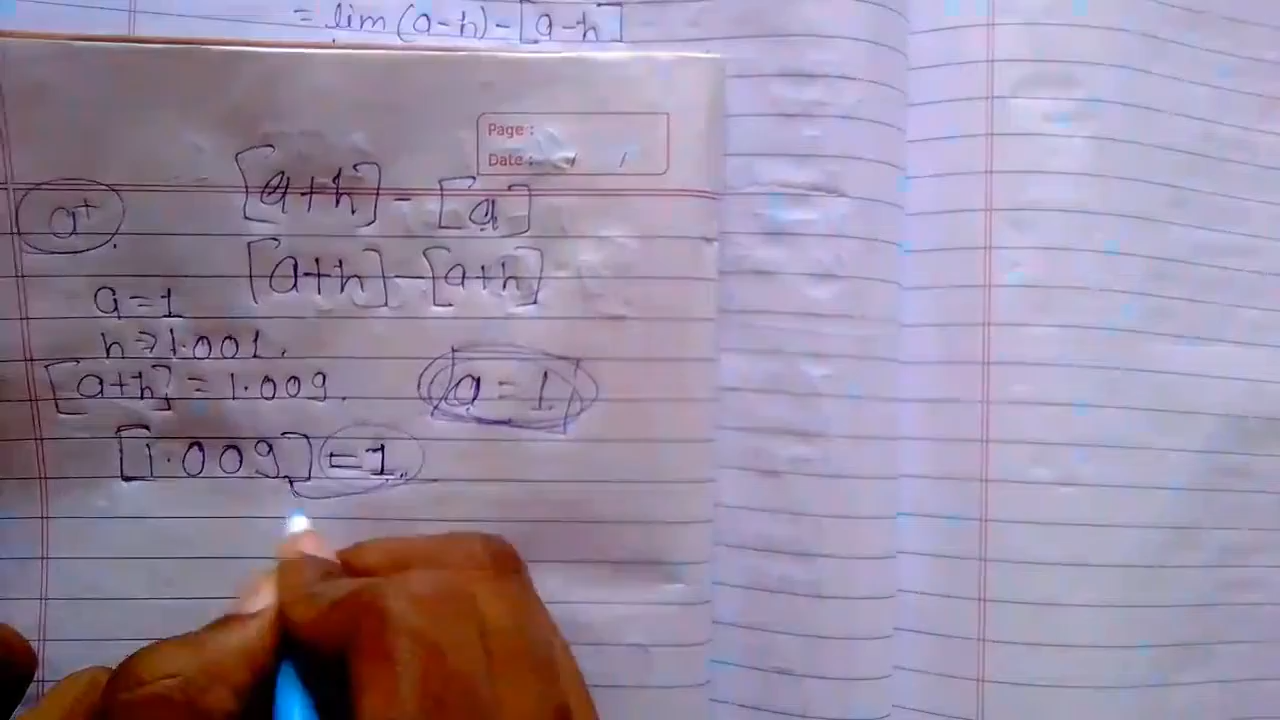 = lim (a-h) - [a-h]
Page :
Date : / /
[a+h] - [a]
a⁺
[a+h] - [a+h]
a = 1
h → 1.001.
[a+h] = 1.009. a = 1
[1.009] = 1.